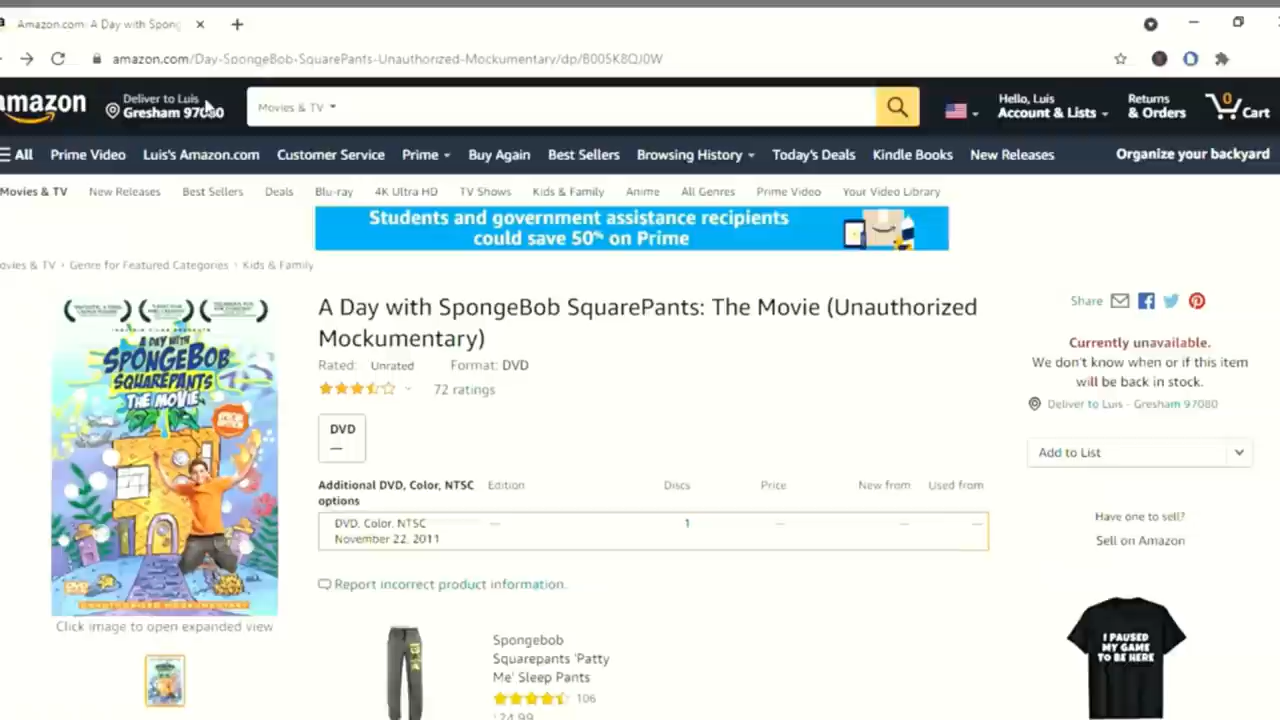 Amazon.com: A Day with Spong
amazon.com/Day-SpongeBob-SquarePants-Unauthorized-Mockumentary/dp/B005K8QJ0W
amazon
Deliver to Luis
Gresham 97080
Movies & TV
Hello, Luis
Account & Lists
Returns
& Orders
0
Cart
All Prime Video Luis's Amazon.com Customer Service Prime Buy Again Best Sellers Browsing History Today's Deals Kindle Books New Releases Organize your backyard
Movies & TV New Releases Best Sellers Deals Blu-ray 4K Ultra HD TV Shows Kids & Family Anime All Genres Prime Video Your Video Library
Students and government assistance recipients
could save 50% on Prime
ovies & TV › Genre for Featured Categories › Kids & Family
A DAY WITH
SPONGEBOB
SQUAREPANTS
THE MOVIE
UNAUTHORIZED MOCKUMENTARY
Click image to open expanded view
A Day with SpongeBob SquarePants: The Movie (Unauthorized
Mockumentary)
Rated: Unrated Format: DVD
72 ratings
DVD
—
Additional DVD, Color, NTSC options Edition Discs Price New from Used from
DVD, Color, NTSC — 1 — — —
November 22, 2011
Report incorrect product information.
Spongebob
Squarepants 'Patty
Me' Sleep Pants
106
24.99
Share
Currently unavailable.
We don't know when or if this item
will be back in stock.
Deliver to Luis - Gresham 97080
Add to List
Have one to sell?
Sell on Amazon
I PAUSED
MY GAME
TO BE HERE